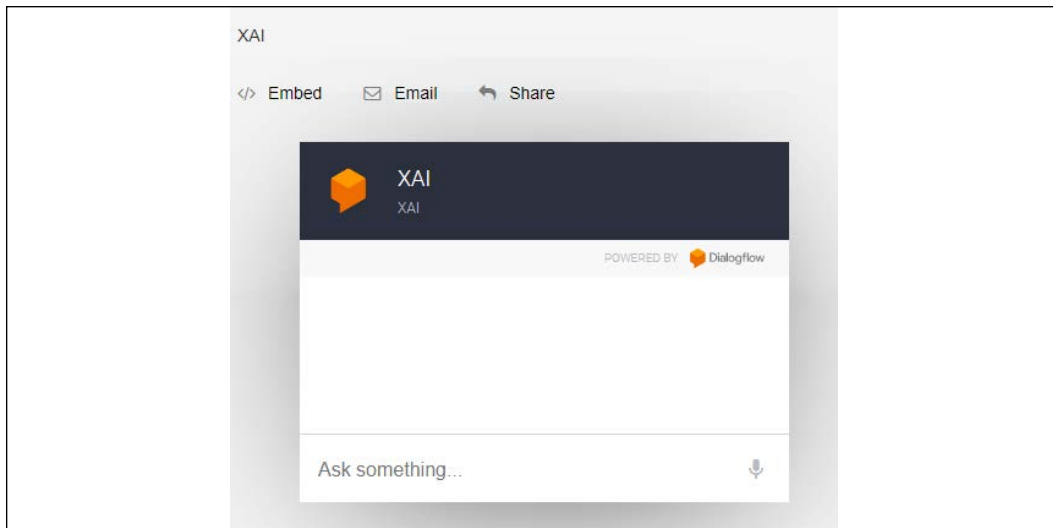 XAI
</> Embed Email Share
XAI
XAI
POWERED BY Dialogflow
Ask something...